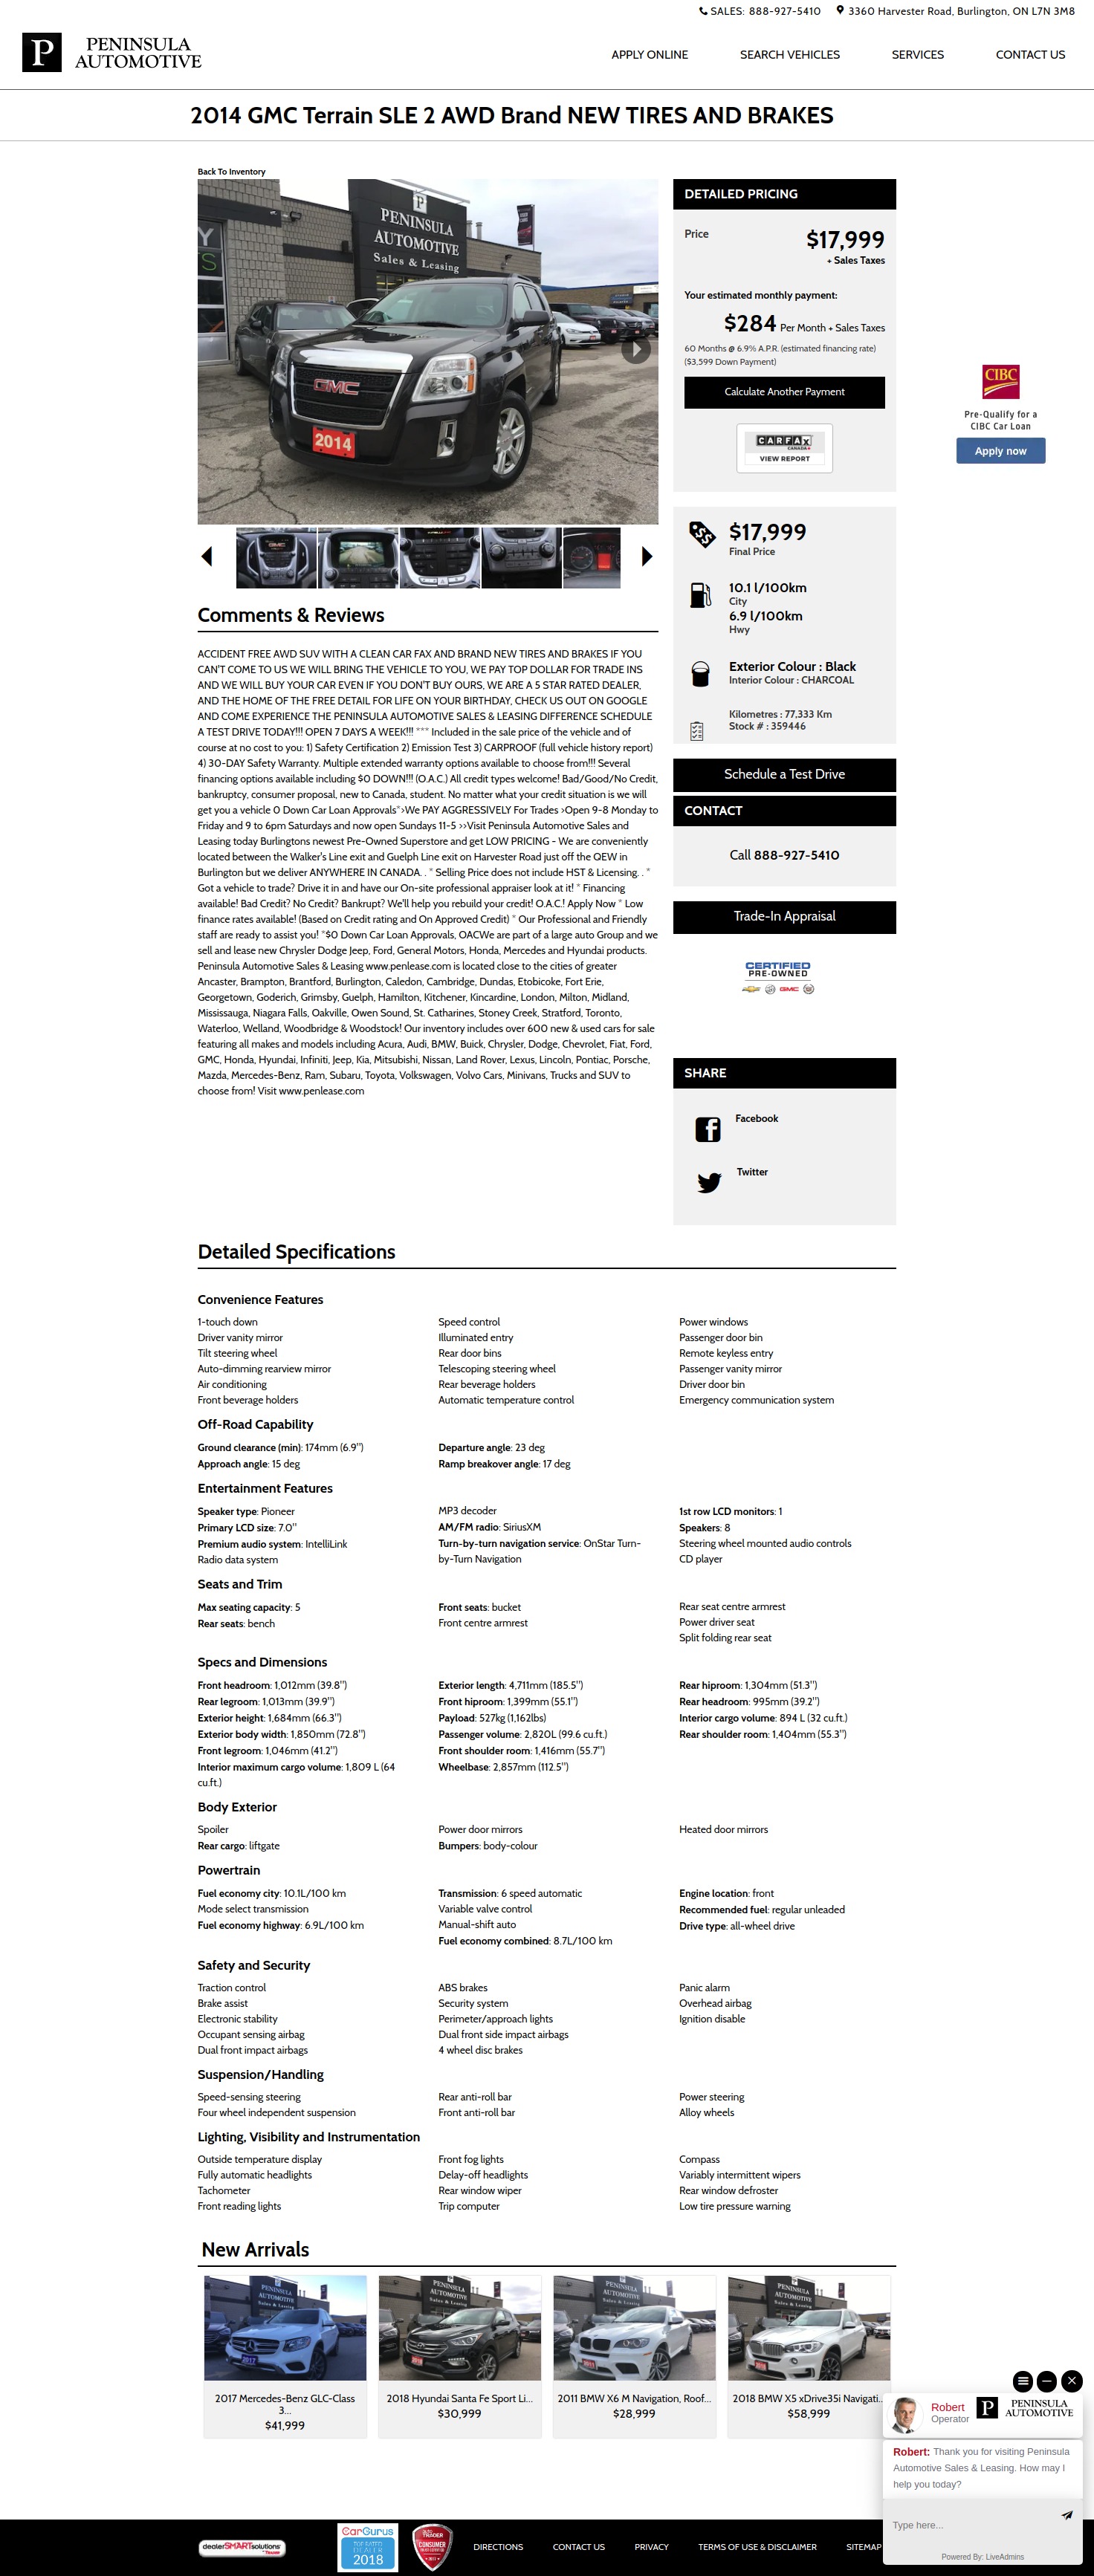 SALES: 888-927-5410 3360 Harvester Road, Burlington, ON L7N 3M8
P PENINSULA AUTOMOTIVE
APPLY ONLINE SEARCH VEHICLES SERVICES CONTACT US
2014 GMC Terrain SLE 2 AWD Brand NEW TIRES AND BRAKES
Back To Inventory
PENINSULA
AUTOMOTIVE
Sales & Leasing
GMC
2014
Comments & Reviews
ACCIDENT FREE AWD SUV WITH A CLEAN CAR FAX AND BRAND NEW TIRES AND BRAKES IF YOU
CAN'T COME TO US WE WILL BRING THE VEHICLE TO YOU, WE PAY TOP DOLLAR FOR TRADE INS
AND WE WILL BUY YOUR CAR EVEN IF YOU DON'T BUY OURS, WE ARE A 5 STAR RATED DEALER,
AND THE HOME OF THE FREE DETAIL FOR LIFE ON YOUR BIRTHDAY, CHECK US OUT ON GOOGLE
AND COME EXPERIENCE THE PENINSULA AUTOMOTIVE SALES & LEASING DIFFERENCE SCHEDULE
A TEST DRIVE TODAY!!! OPEN 7 DAYS A WEEK!!! *** Included in the sale price of the vehicle and of
course at no cost to you: 1) Safety Certification 2) Emission Test 3) CARPROOF (full vehicle history report)
4) 30-DAY Safety Warranty. Multiple extended warranty options available to choose from!!! Several
financing options available including $0 DOWN!!! (O.A.C.) All credit types welcome! Bad/Good/No Credit,
bankruptcy, consumer proposal, new to Canada, student. No matter what your credit situation is we will
get you a vehicle 0 Down Car Loan Approvals*>We PAY AGGRESSIVELY For Trades >Open 9-8 Monday to
Friday and 9 to 6pm Saturdays and now open Sundays 11-5 >>Visit Peninsula Automotive Sales and
Leasing today Burlingtons newest Pre-Owned Superstore and get LOW PRICING - We are conveniently
located between the Walker's Line exit and Guelph Line exit on Harvester Road just off the QEW in
Burlington but we deliver ANYWHERE IN CANADA. . * Selling Price does not include HST & Licensing. . *
Got a vehicle to trade? Drive it in and have our On-site professional appraiser look at it! * Financing
available! Bad Credit? No Credit? Bankrupt? We'll help you rebuild your credit! O.A.C.! Apply Now * Low
finance rates available! (Based on Credit rating and On Approved Credit) * Our Professional and Friendly
staff are ready to assist you! *$0 Down Car Loan Approvals, OACWe are part of a large auto Group and we
sell and lease new Chrysler Dodge Jeep, Ford, General Motors, Honda, Mercedes and Hyundai products.
Peninsula Automotive Sales & Leasing www.penlease.com is located close to the cities of greater
Ancaster, Brampton, Brantford, Burlington, Caledon, Cambridge, Dundas, Etobicoke, Fort Erie,
Georgetown, Goderich, Grimsby, Guelph, Hamilton, Kitchener, Kincardine, London, Milton, Midland,
Mississauga, Niagara Falls, Oakville, Owen Sound, St. Catharines, Stoney Creek, Stratford, Toronto,
Waterloo, Welland, Woodbridge & Woodstock! Our inventory includes over 600 new & used cars for sale
featuring all makes and models including Acura, Audi, BMW, Buick, Chrysler, Dodge, Chevrolet, Fiat, Ford,
GMC, Honda, Hyundai, Infiniti, Jeep, Kia, Mitsubishi, Nissan, Land Rover, Lexus, Lincoln, Pontiac, Porsche,
Mazda, Mercedes-Benz, Ram, Subaru, Toyota, Volkswagen, Volvo Cars, Minivans, Trucks and SUV to
choose from! Visit www.penlease.com
DETAILED PRICING
Price $17,999
+ Sales Taxes
Your estimated monthly payment:
$284 Per Month + Sales Taxes
60 Months @ 6.9% A.P.R. (estimated financing rate)
($3,599 Down Payment)
Calculate Another Payment
CARFAX
CANADA
VIEW REPORT
CIBC
Pre-Qualify for a
CIBC Car Loan
Apply now
$17,999
Final Price
10.1 l/100km
City
6.9 l/100km
Hwy
Exterior Colour : Black
Interior Colour : CHARCOAL
Kilometres : 77,333 Km
Stock # : 359446
Schedule a Test Drive
CONTACT
Call 888-927-5410
Trade-In Appraisal
CERTIFIED
PRE-OWNED
GMC
SHARE
Facebook
Twitter
Detailed Specifications
Convenience Features
1-touch down Speed control Power windows
Driver vanity mirror Illuminated entry Passenger door bin
Tilt steering wheel Rear door bins Remote keyless entry
Auto-dimming rearview mirror Telescoping steering wheel Passenger vanity mirror
Air conditioning Rear beverage holders Driver door bin
Front beverage holders Automatic temperature control Emergency communication system
Off-Road Capability
Ground clearance (min): 174mm (6.9") Departure angle: 23 deg
Approach angle: 15 deg Ramp breakover angle: 17 deg
Entertainment Features
Speaker type: Pioneer MP3 decoder 1st row LCD monitors: 1
Primary LCD size: 7.0" AM/FM radio: SiriusXM Speakers: 8
Premium audio system: IntelliLink Turn-by-turn navigation service: OnStar Turn- Steering wheel mounted audio controls
Radio data system by-Turn Navigation CD player
Seats and Trim
Max seating capacity: 5 Front seats: bucket Rear seat centre armrest
Rear seats: bench Front centre armrest Power driver seat
Split folding rear seat
Specs and Dimensions
Front headroom: 1,012mm (39.8") Exterior length: 4,711mm (185.5") Rear hiproom: 1,304mm (51.3")
Rear legroom: 1,013mm (39.9") Front hiproom: 1,399mm (55.1") Rear headroom: 995mm (39.2")
Exterior height: 1,684mm (66.3") Payload: 527kg (1,162lbs) Interior cargo volume: 894 L (32 cu.ft.)
Exterior body width: 1,850mm (72.8") Passenger volume: 2,820L (99.6 cu.ft.) Rear shoulder room: 1,404mm (55.3")
Front legroom: 1,046mm (41.2") Front shoulder room: 1,416mm (55.7")
Interior maximum cargo volume: 1,809 L (64 Wheelbase: 2,857mm (112.5")
cu.ft.)
Body Exterior
Spoiler Power door mirrors Heated door mirrors
Rear cargo: liftgate Bumpers: body-colour
Powertrain
Fuel economy city: 10.1L/100 km Transmission: 6 speed automatic Engine location: front
Mode select transmission Variable valve control Recommended fuel: regular unleaded
Fuel economy highway: 6.9L/100 km Manual-shift auto Drive type: all-wheel drive
Fuel economy combined: 8.7L/100 km
Safety and Security
Traction control ABS brakes Panic alarm
Brake assist Security system Overhead airbag
Electronic stability Perimeter/approach lights Ignition disable
Occupant sensing airbag Dual front side impact airbags
Dual front impact airbags 4 wheel disc brakes
Suspension/Handling
Speed-sensing steering Rear anti-roll bar Power steering
Four wheel independent suspension Front anti-roll bar Alloy wheels
Lighting, Visibility and Instrumentation
Outside temperature display Front fog lights Compass
Fully automatic headlights Delay-off headlights Variably intermittent wipers
Tachometer Rear window wiper Rear window defroster
Front reading lights Trip computer Low tire pressure warning
New Arrivals
2017 Mercedes-Benz GLC-Class
3...
$41,999
2018 Hyundai Santa Fe Sport Li...
$30,999
2011 BMW X6 M Navigation, Roof...
$28,999
2018 BMW X5 xDrive35i Navigati...
$58,999
Robert
Operator
P PENINSULA AUTOMOTIVE
Robert: Thank you for visiting Peninsula
Automotive Sales & Leasing. How may I
help you today?
Type here...
Powered By: LiveAdmins
dealerSMARTsolutions
CarGurus
TOP RATED
DEALER
2018
DIRECTIONS CONTACT US PRIVACY TERMS OF USE & DISCLAIMER SITEMAP